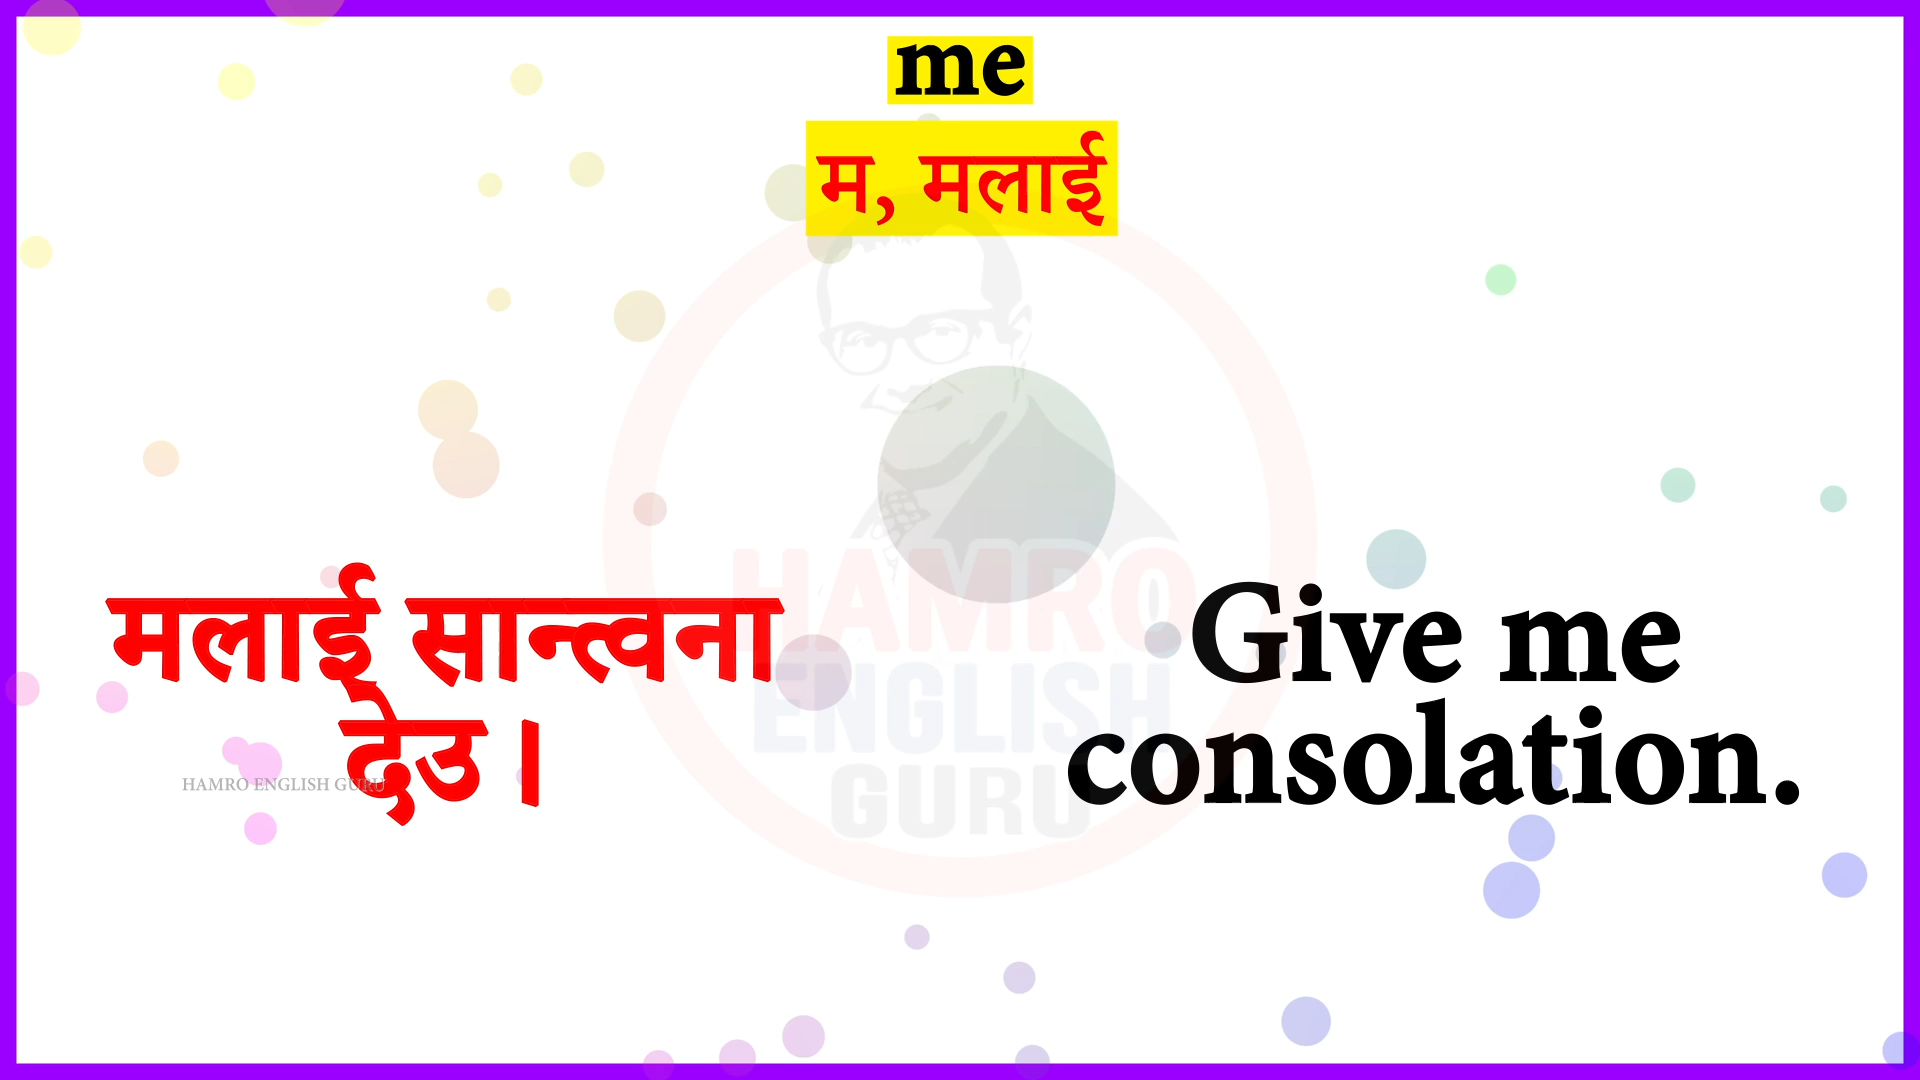 me
म, मलाई
मलाई सान्त्वना
देउ ।
Give me
consolation.
HAMRO ENGLISH GURU
HAMRO
ENGLISH
GURU